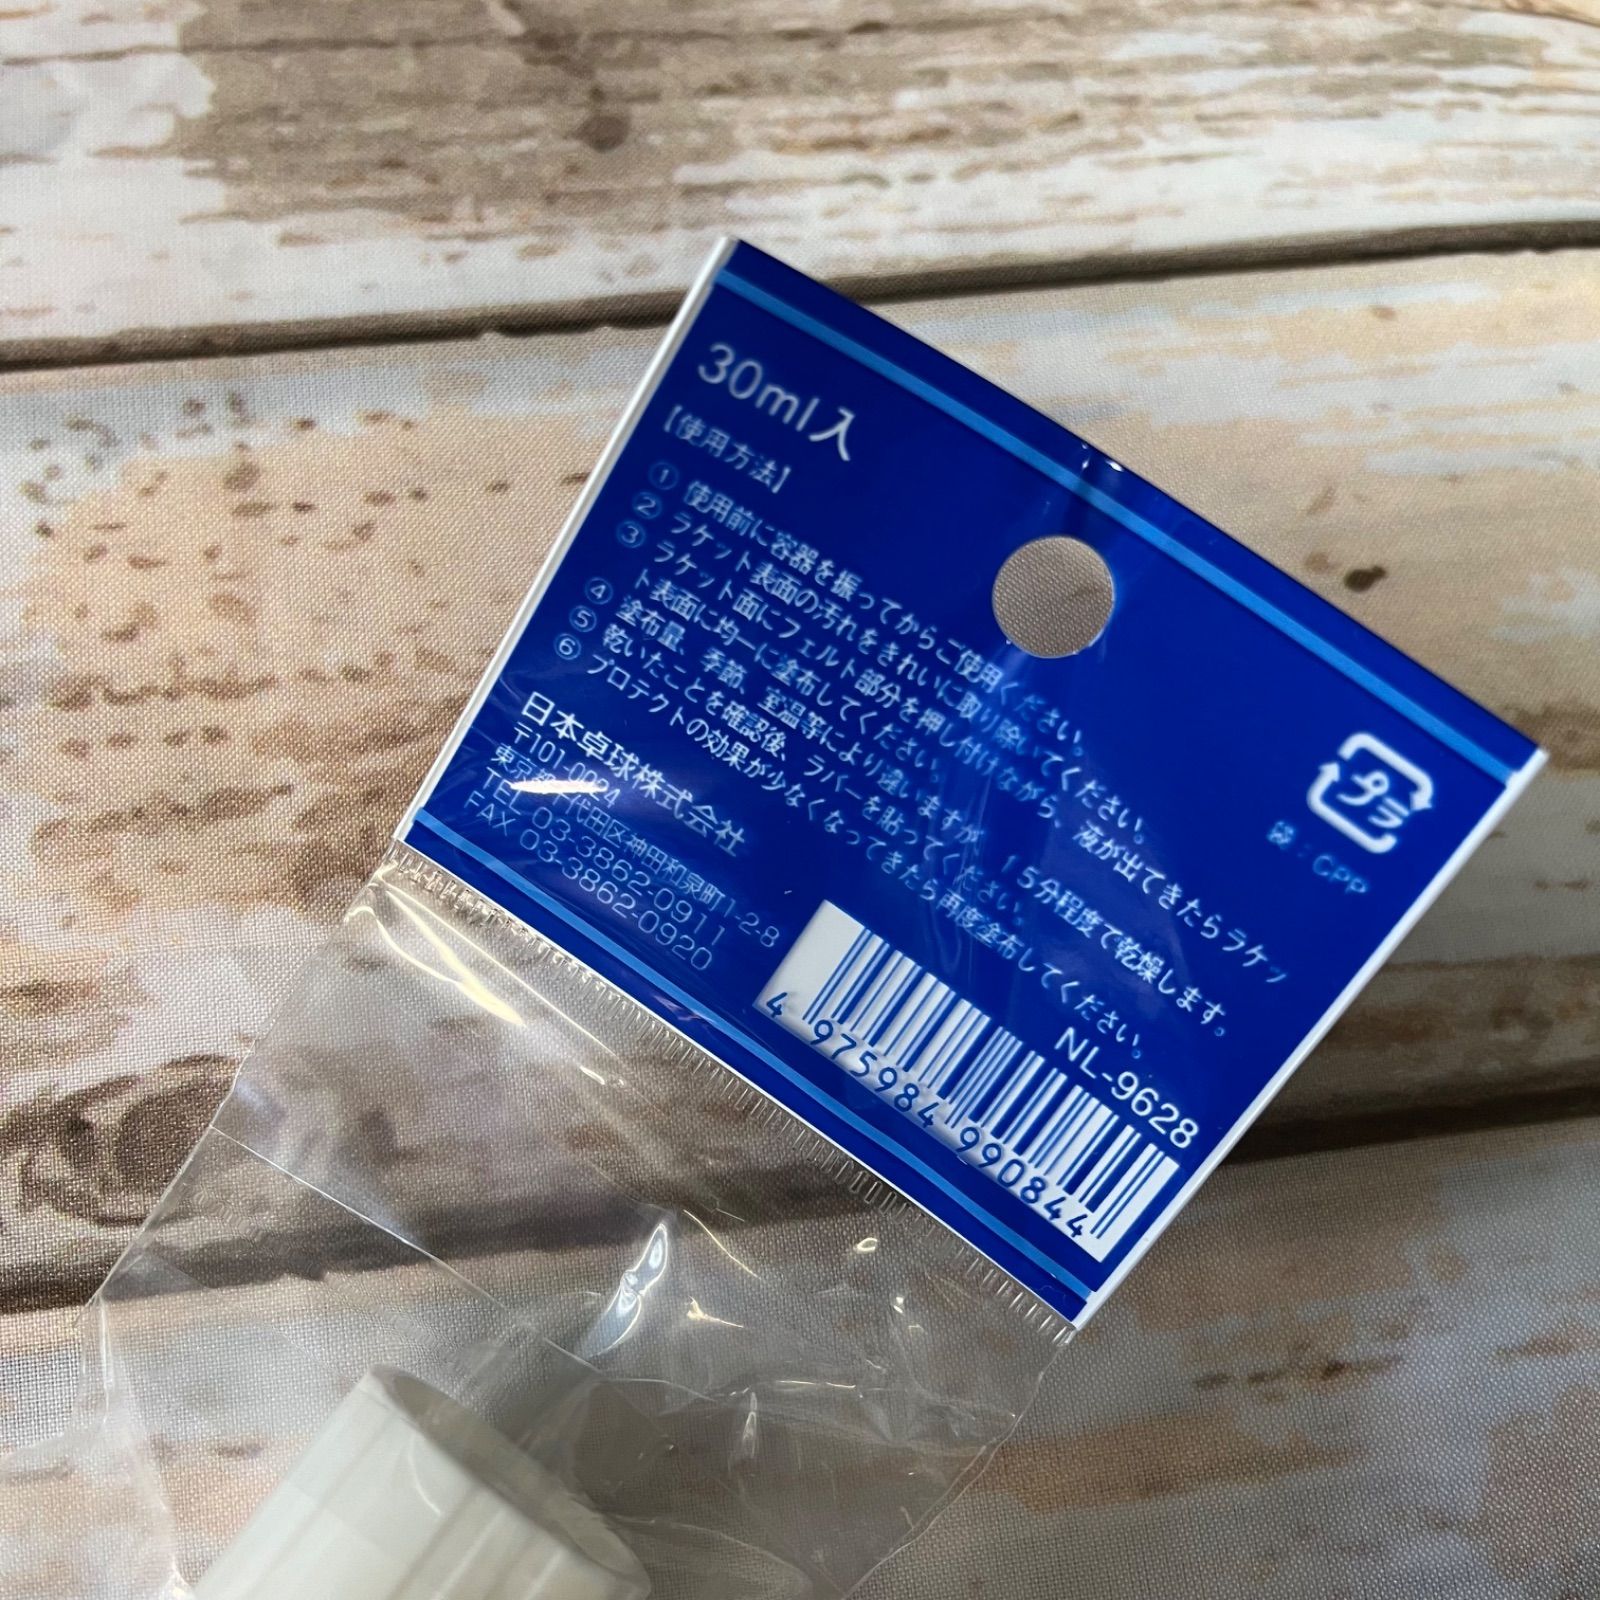 30ml入
【使用方法】
① 使用前に容器を振ってからご使用ください。
② ラケット表面の汚れをきれいに取り除いてください。
③ ラケット面にフェルト部分を押し付けながら、液が出てきたらラケッ
ト表面に均一に塗布してください。
④ 塗布量、季節、室温等により違いますが、15分程度で乾燥します。
⑤ 乾いたことを確認後、ラバーを貼ってください。
⑥ プロテクトの効果が少なくなってきたら再度塗布してください。
日本卓球株式会社
〒101-0024
東京都千代田区神田和泉町1-2-8
TEL 03-3862-0911
FAX 03-3862-0920
プラ
袋：CPP
NL-9628
4 975984 990844